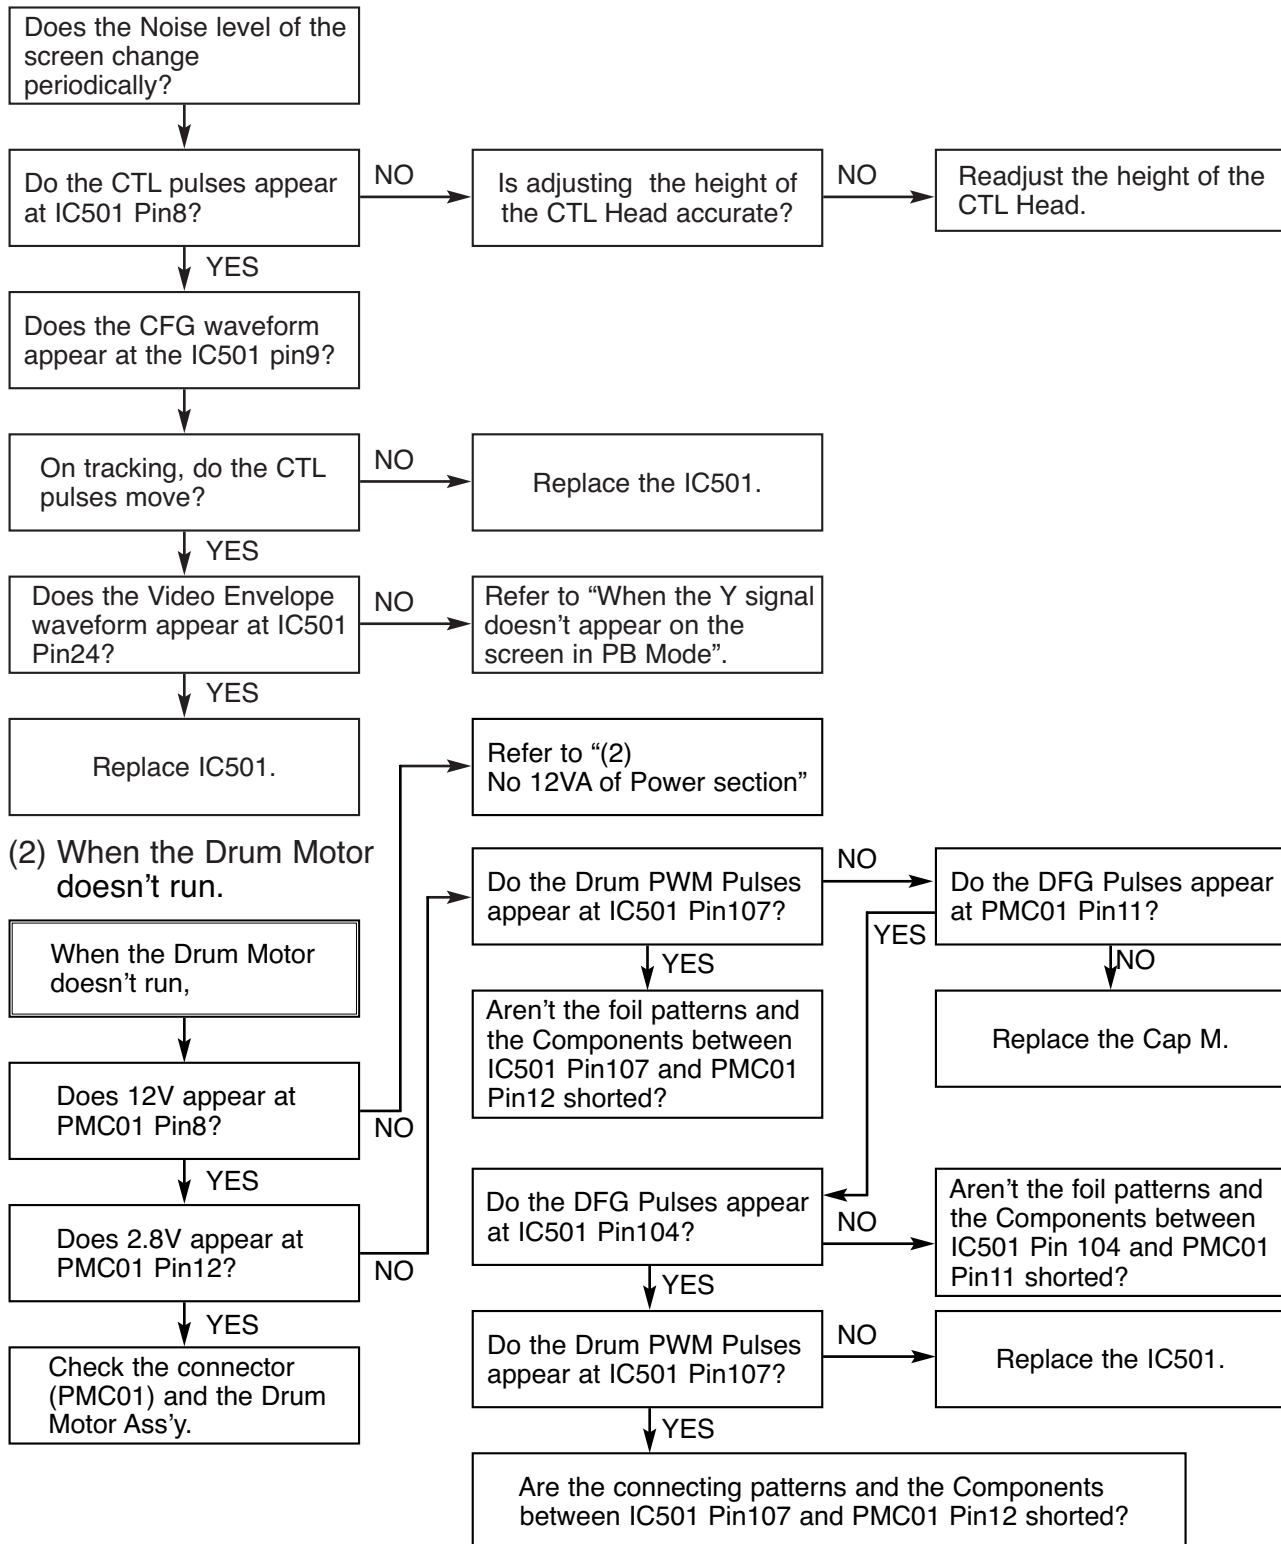 Does the Noise level of the
screen change
periodically?
Do the CTL pulses appear
at IC501 Pin8?
NO
Is adjusting  the height of
the CTL Head accurate?
NO
Readjust the height of the
CTL Head.
YES
Does the CFG waveform
appear at the IC501 pin9?
On tracking, do the CTL
pulses move?
NO
Replace the IC501.
YES
Does the Video Envelope
waveform appear at IC501
Pin24?
NO
Refer to “When the Y signal
doesn’t appear on the
screen in PB Mode”.
YES
Replace IC501.
Refer to “(2)
No 12VA of Power section”
(2) When the Drum Motor
doesn’t run.
When the Drum Motor
doesn’t run,
Does 12V appear at
PMC01 Pin8?
NO
YES
Does 2.8V appear at
PMC01 Pin12?
NO
YES
Check the connector
(PMC01) and the Drum
Motor Ass’y.
Do the Drum PWM Pulses
appear at IC501 Pin107?
NO
Do the DFG Pulses appear
at PMC01 Pin11?
YES
NO
YES
Aren’t the foil patterns and
the Components between
IC501 Pin107 and PMC01
Pin12 shorted?
Replace the Cap M.
Do the DFG Pulses appear
at IC501 Pin104?
NO
Aren’t the foil patterns and
the Components between
IC501 Pin 104 and PMC01
Pin11 shorted?
YES
Do the Drum PWM Pulses
appear at IC501 Pin107?
NO
Replace the IC501.
YES
Are the connecting patterns and the Components
between IC501 Pin107 and PMC01 Pin12 shorted?